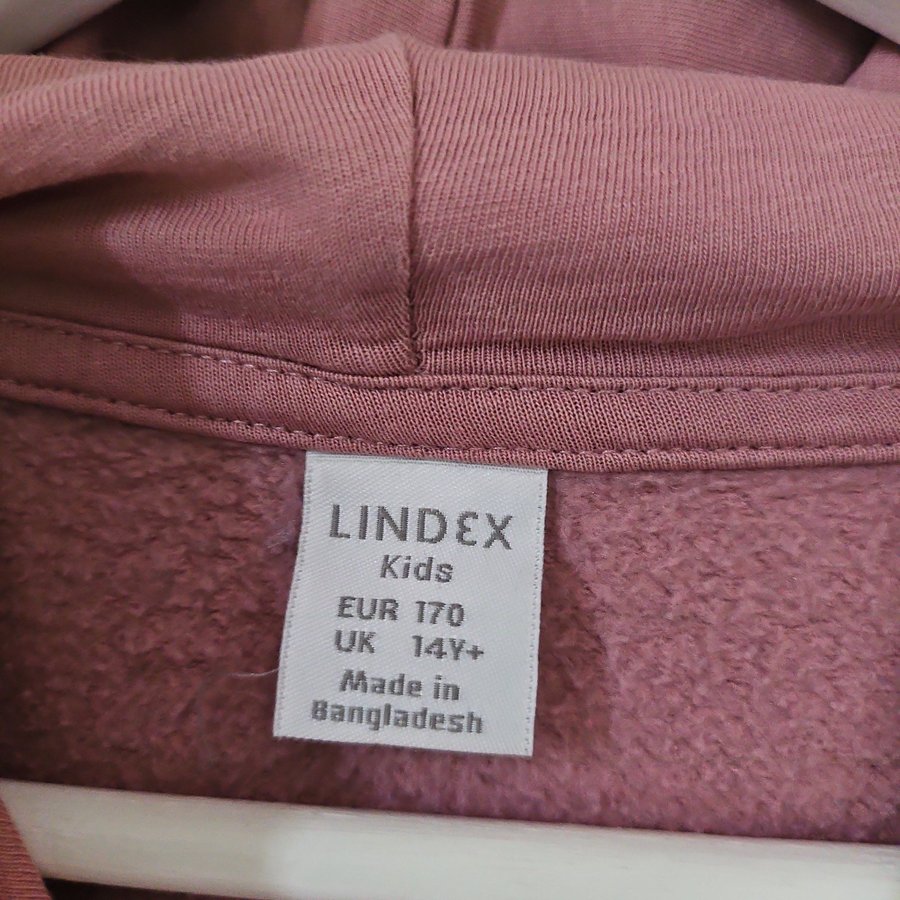 LINDEX
Kids
EUR 170
UK 14Y+
Made in
Bangladesh